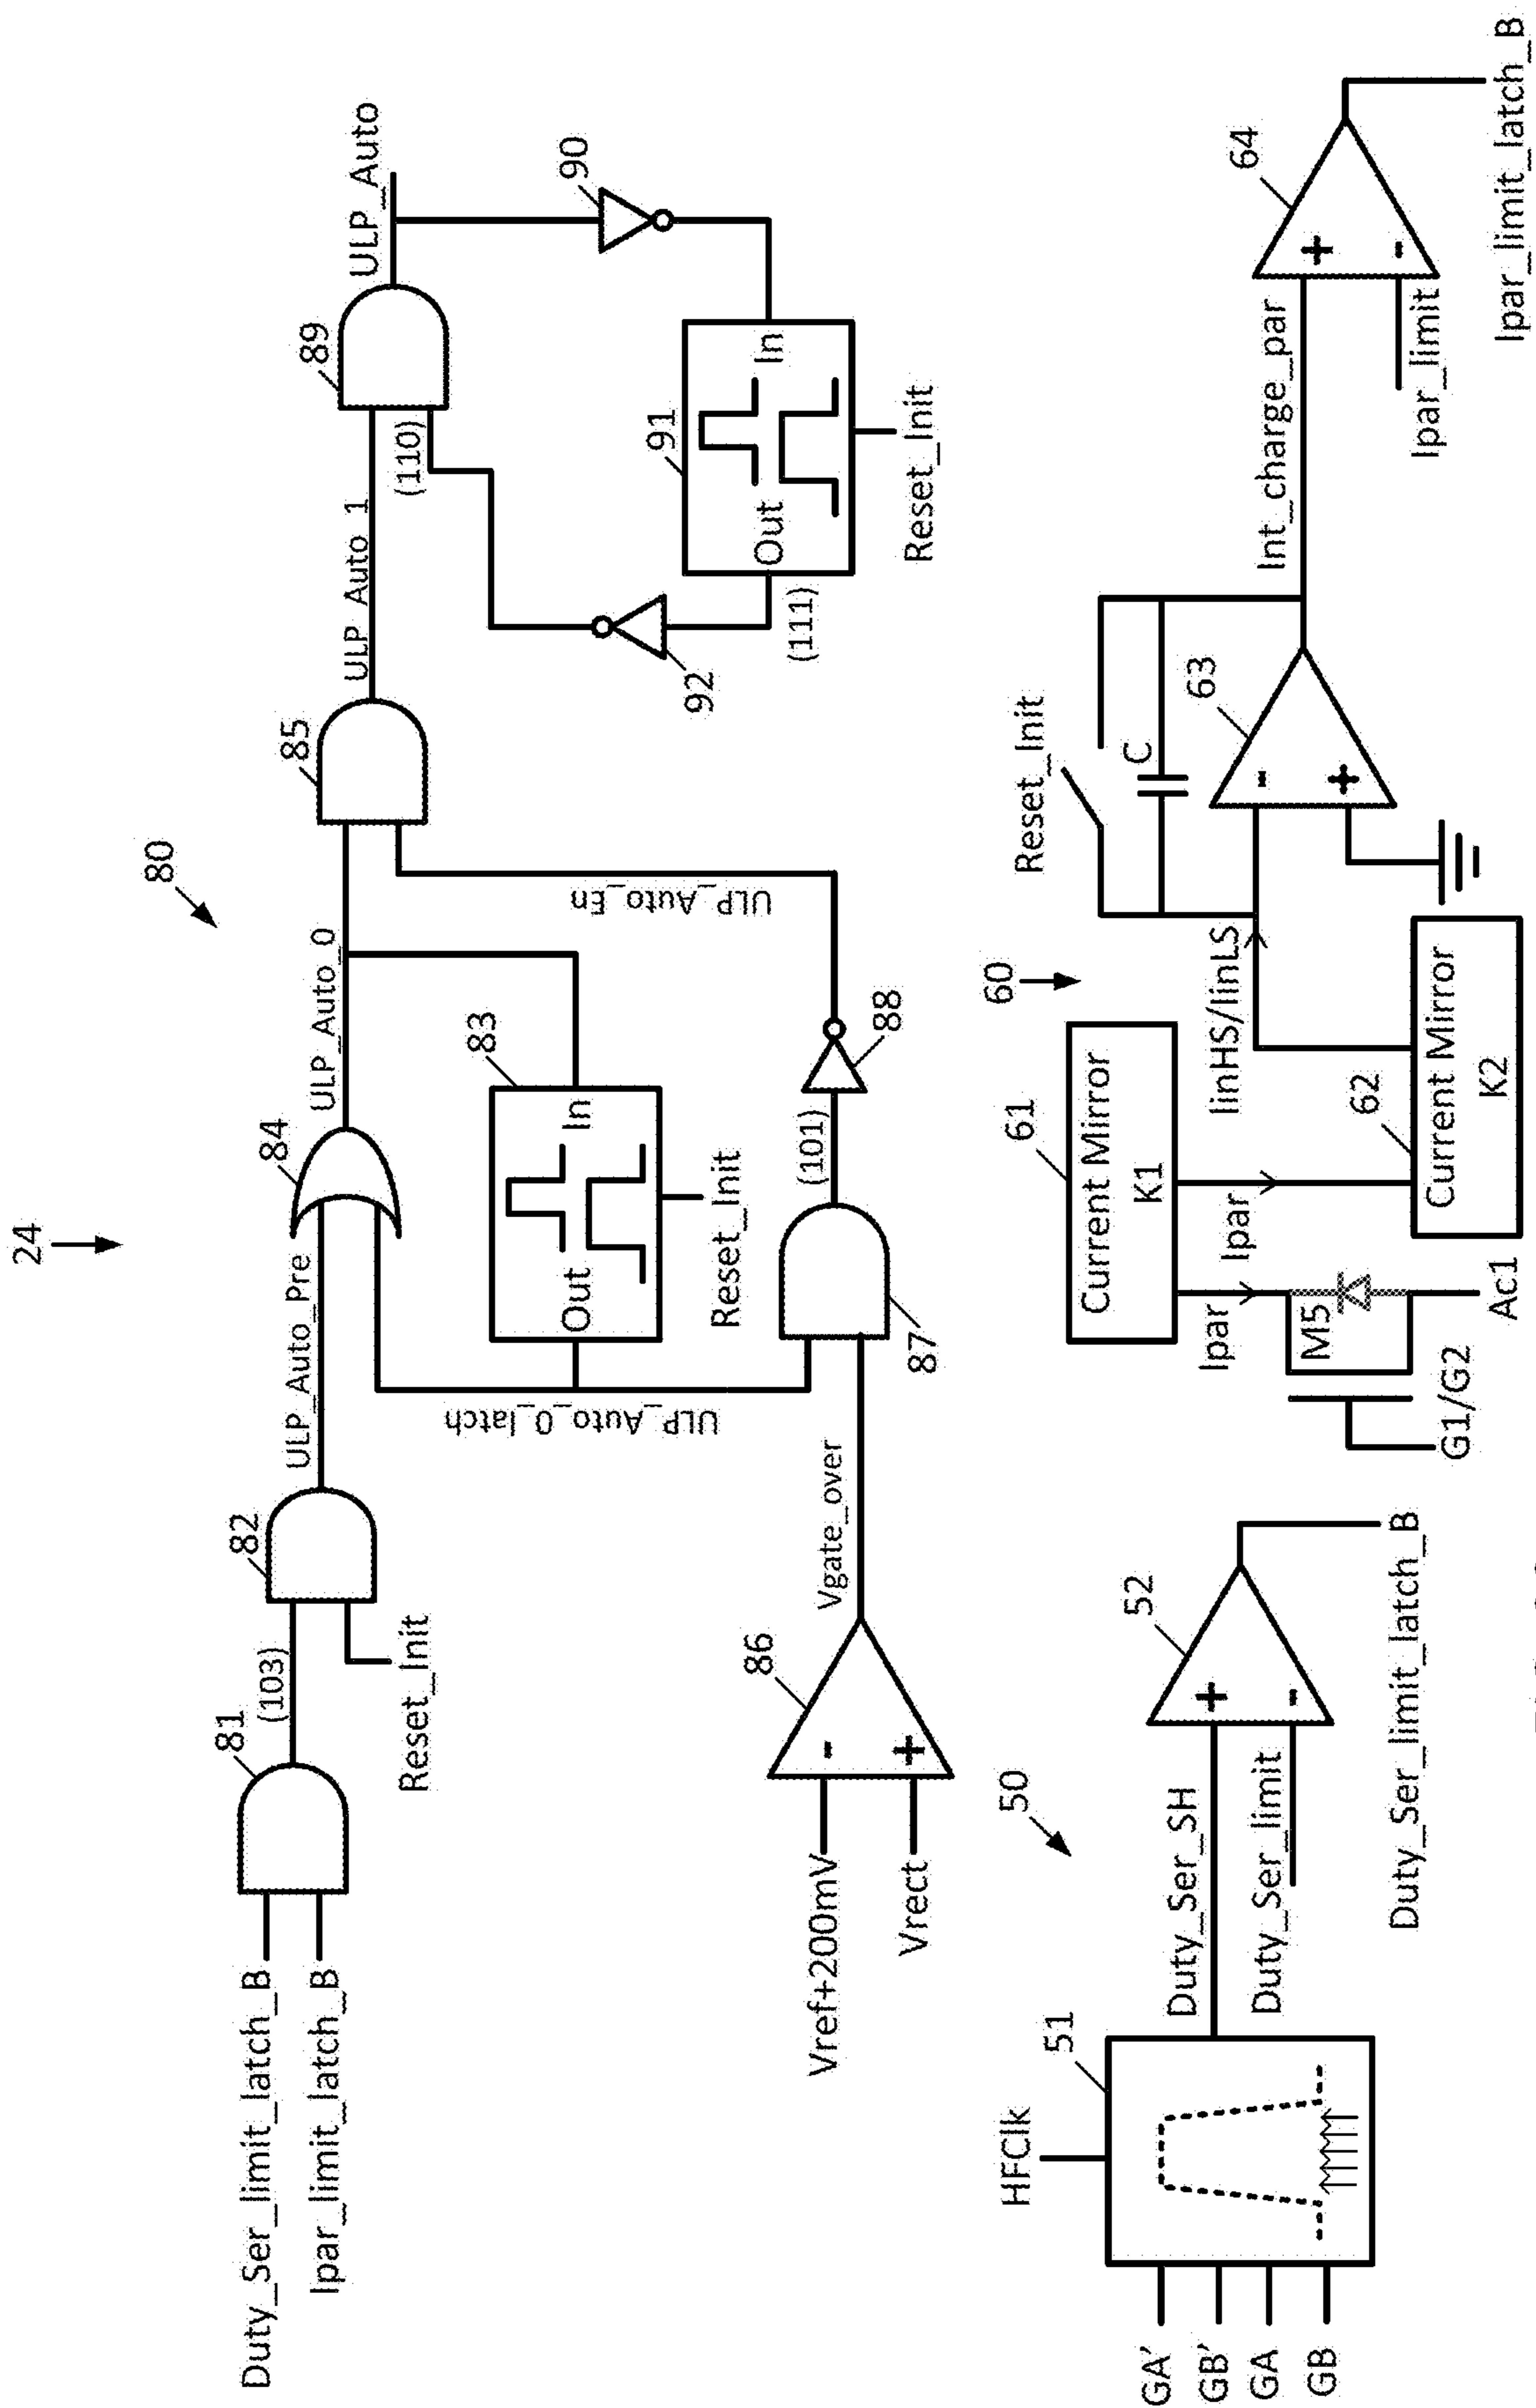 24
80
Duty_Ser_limit_latch_B
Ipar_limit_latch_B
81
(103)
Reset_Init
82
ULP_Auto_Pre
84
ULP_Auto_0
85
ULP_Auto_1
89
(110)
ULP_Auto
90
83
Out
In
Reset_Init
ULP_Auto_0_latch
ULP_Auto_En
92
(111)
91
Out
In
Reset_Init
Vref+200mV
Vrect
86
-
+
Vgate_over
87
(101)
88
50
HFClk
51
GA'
GB'
GA
GB
Duty_Ser_SH
Duty_Ser_limit
52
+
-
Duty_Ser_limit_latch_B
60
61
Current Mirror
K1
Ipar
Ipar
M5
G1/G2
Ac1
62
Current Mirror
K2
IinHS/IinLS
Reset_Init
C
63
-
+
Int_charge_par
Ipar_limit
64
+
-
Ipar_limit_latch_B